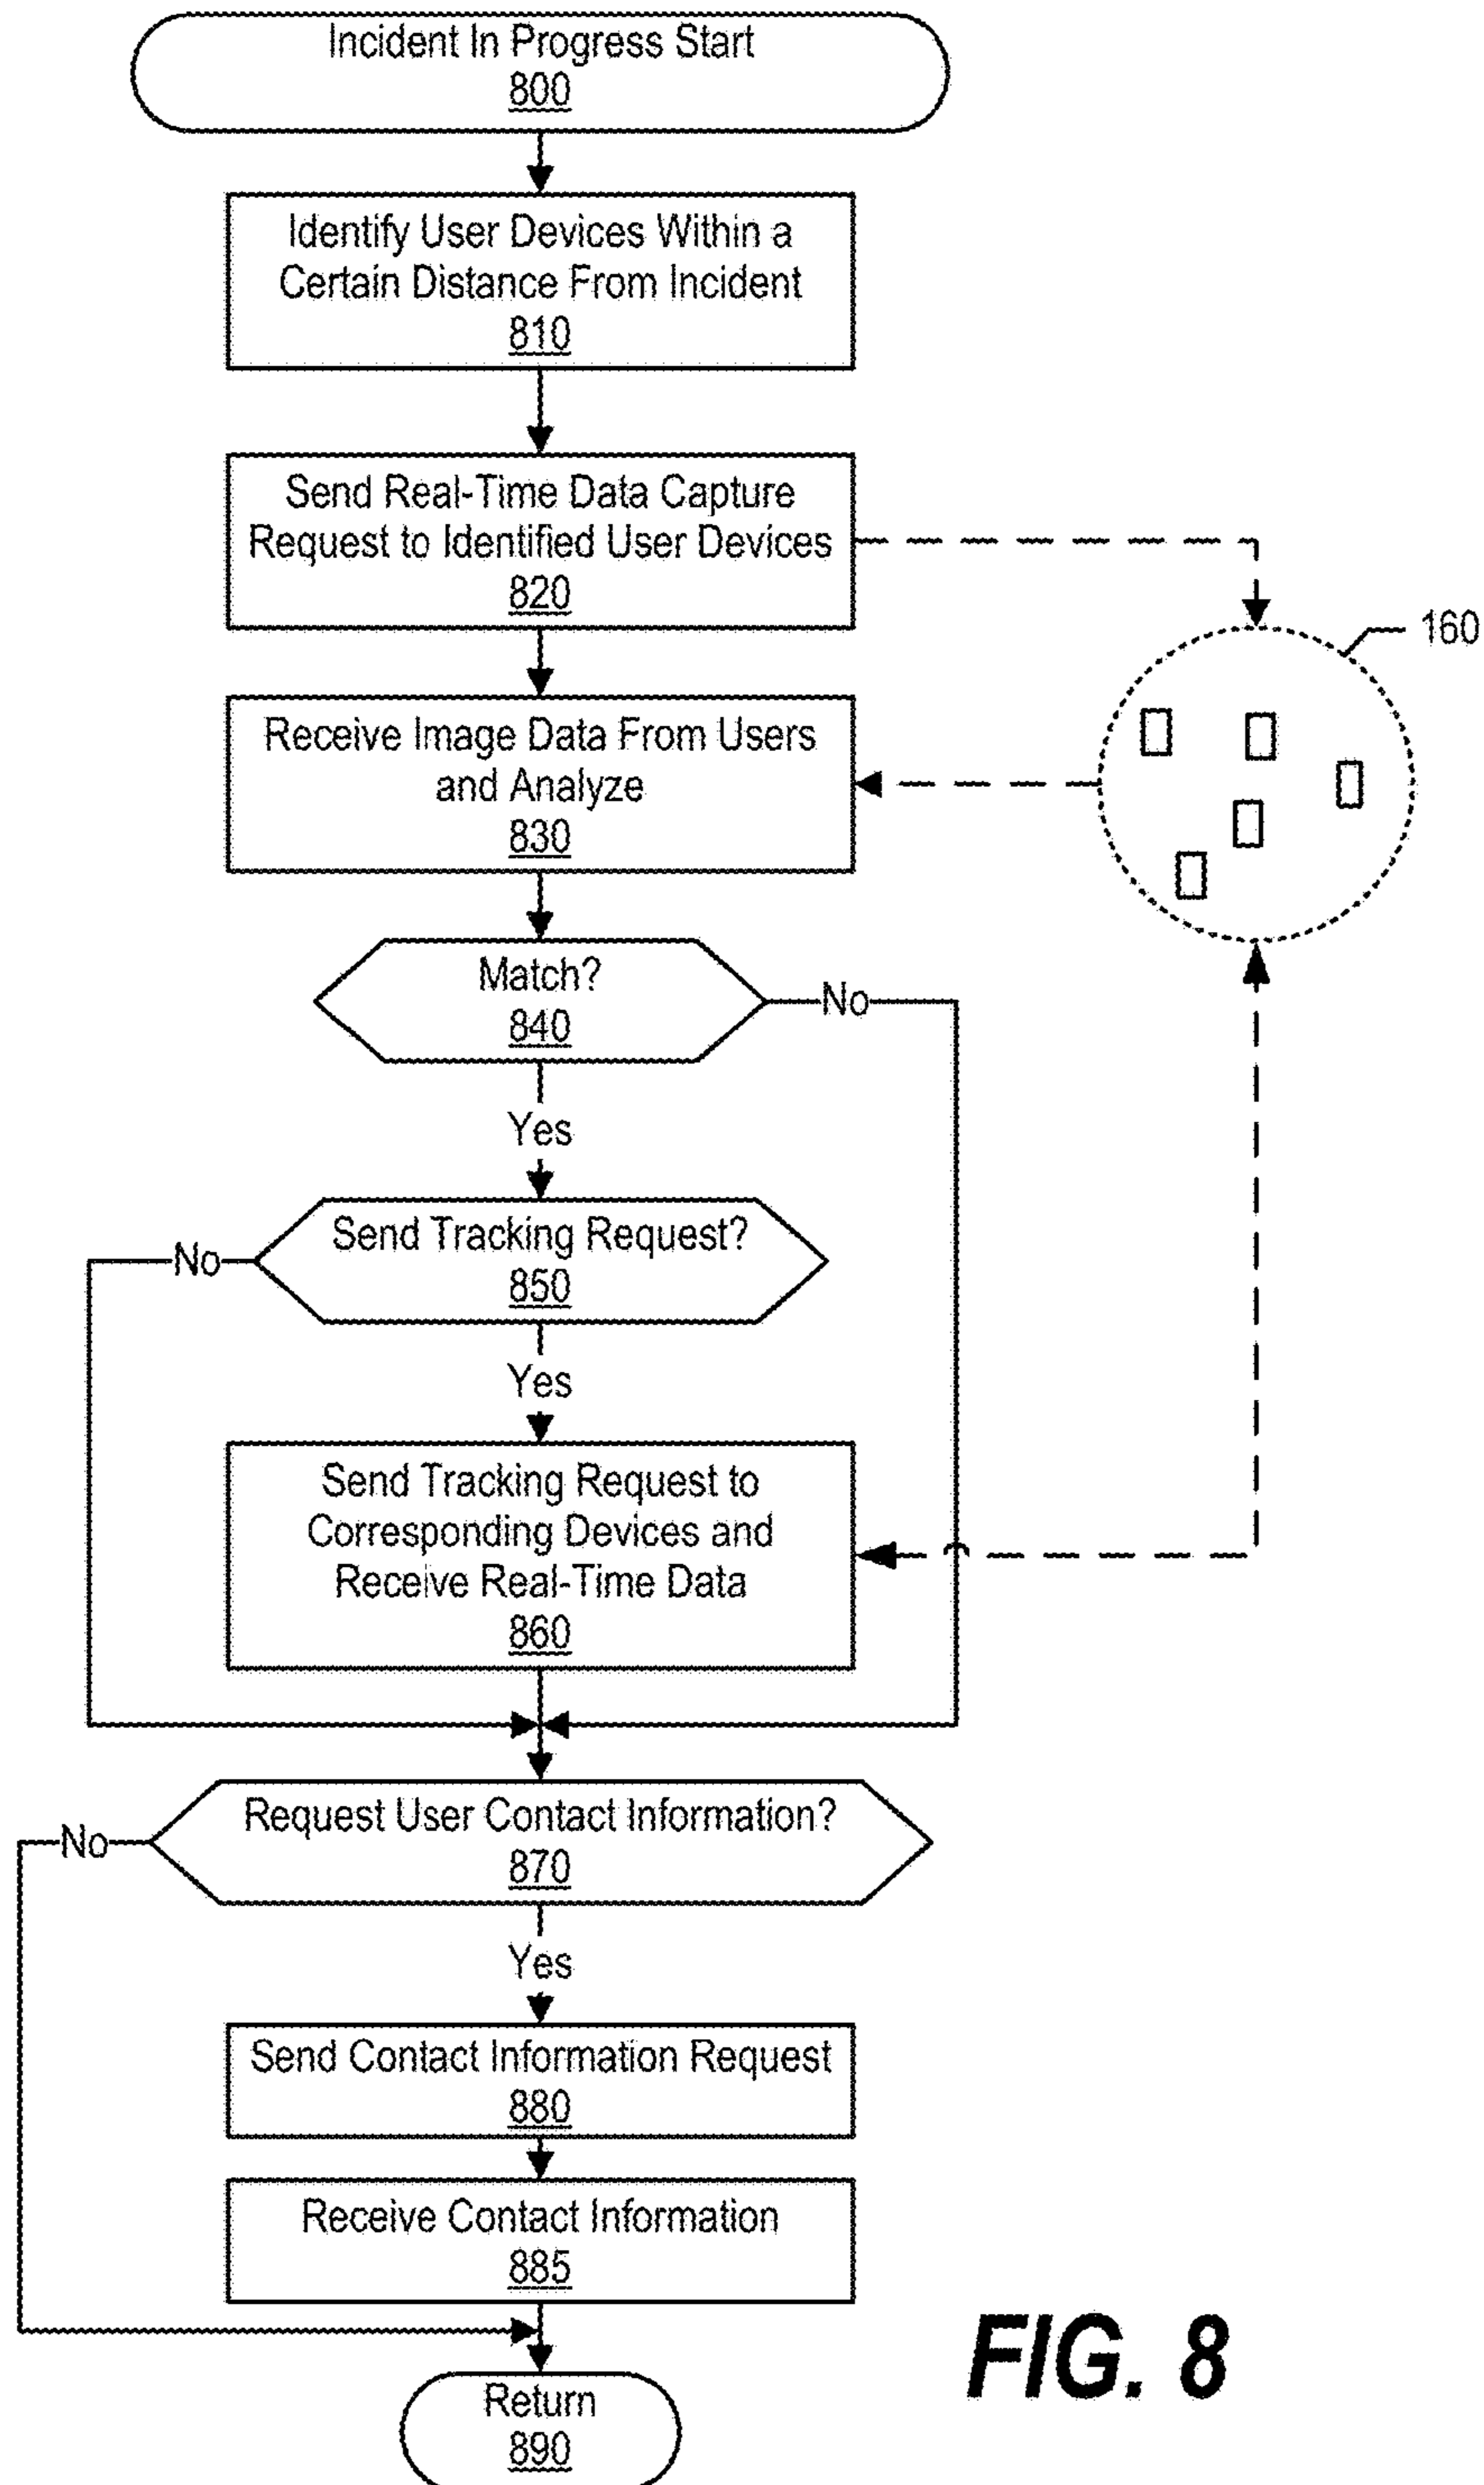 Incident In Progress Start
800
Identify User Devices Within a
Certain Distance From Incident
810
Send Real-Time Data Capture
Request to Identified User Devices
820
160
Receive Image Data From Users
and Analyze
830
Match?
840
No
Yes
Send Tracking Request?
850
No
Yes
Send Tracking Request to
Corresponding Devices and
Receive Real-Time Data
860
Request User Contact Information?
870
No
Yes
Send Contact Information Request
880
Receive Contact Information
885
Return
890
FIG. 8